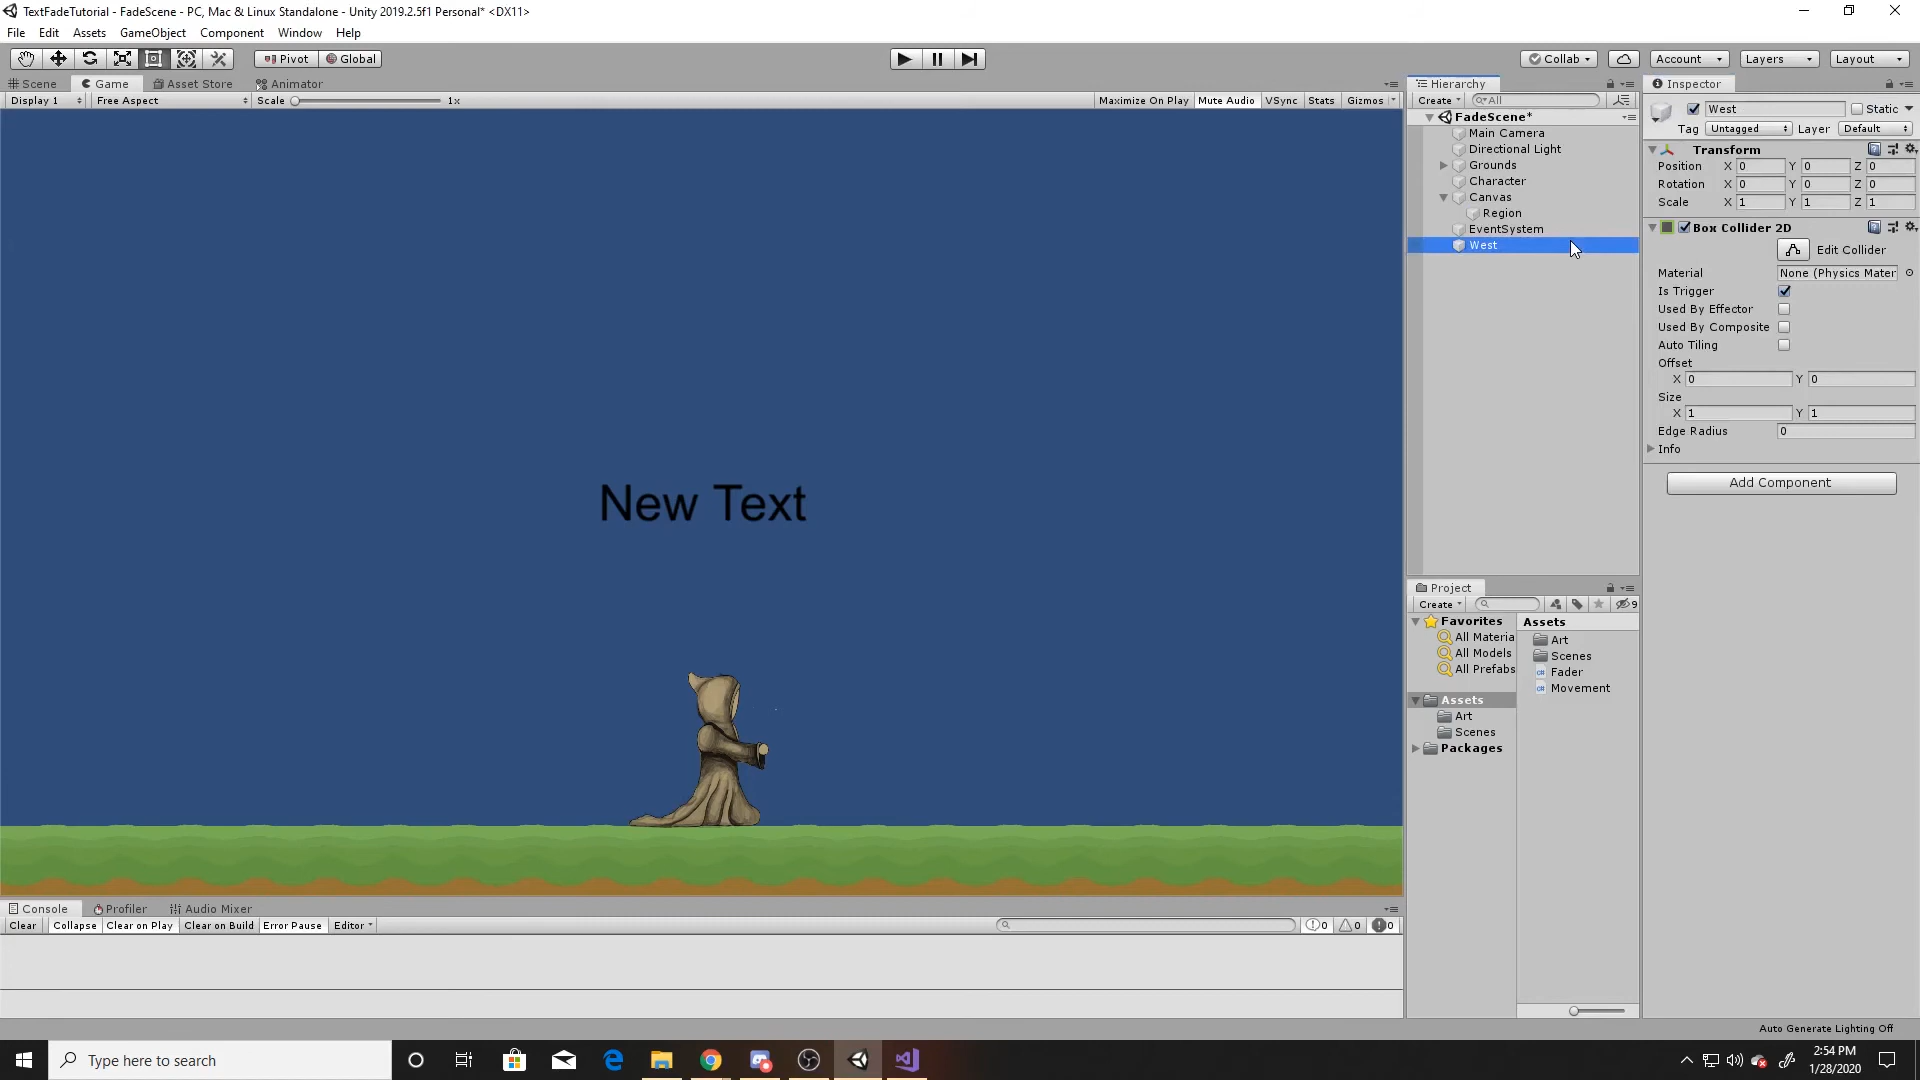 TextFadeTutorial - FadeScene - PC, Mac & Linux Standalone - Unity 2019.2.5f1 Personal* <DX11>
File Edit Assets GameObject Component Window Help
Pivot Global Collab Account Layers Layout
Scene Game Asset Store Animator
Display 1 Free Aspect Scale 1x Maximize On Play Mute Audio VSync Stats Gizmos
New Text
Hierarchy
Create All
FadeScene*
Main Camera
Directional Light
Grounds
Character
Canvas
Region
EventSystem
West
Inspector
West Static
Tag Untagged Layer Default
Transform
Position X 0 Y 0 Z 0
Rotation X 0 Y 0 Z 0
Scale X 1 Y 1 Z 1
Box Collider 2D
Edit Collider
Material None (Physics Mater
Is Trigger
Used By Effector
Used By Composite
Auto Tiling
Offset
X 0 Y 0
Size
X 1 Y 1
Edge Radius 0
Info
Add Component
Project
Create 9
Favorites
All Materia
All Models
All Prefabs
Assets
Art
Scenes
Packages
Assets
Art
Scenes
Fader
Movement
Console Profiler Audio Mixer
Clear Collapse Clear on Play Clear on Build Error Pause Editor 0 0 0
Auto Generate Lighting Off
Type here to search
2:54 PM
1/28/2020